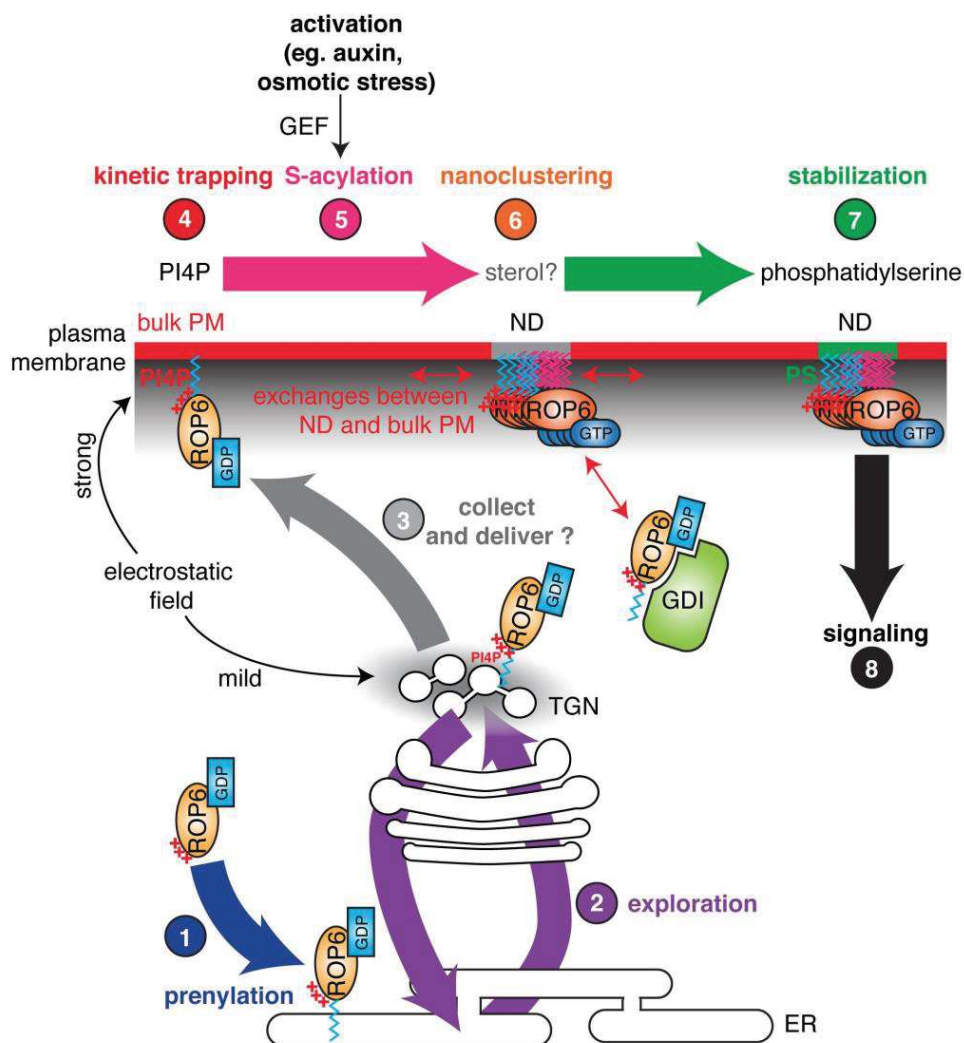 activation
(eg. auxin,
osmotic stress)
GEF
kinetic trapping
S-acylation
nanoclustering
stabilization
4
5
6
7
PI4P
sterol?
phosphatidylserine
plasma
membrane
bulk PM
ND
ND
PI4P
PS
exchanges between
ND and bulk PM
+++
ROP6
GDP
ROP6
GTP
ROP6
GTP
strong
3
collect
and deliver ?
+++
ROP6
GDP
GDI
electrostatic
field
+++
ROP6
GDP
PI4P
signaling
8
mild
TGN
+++
ROP6
GDP
2
exploration
1
prenylation
+++
ROP6
GDP
ER